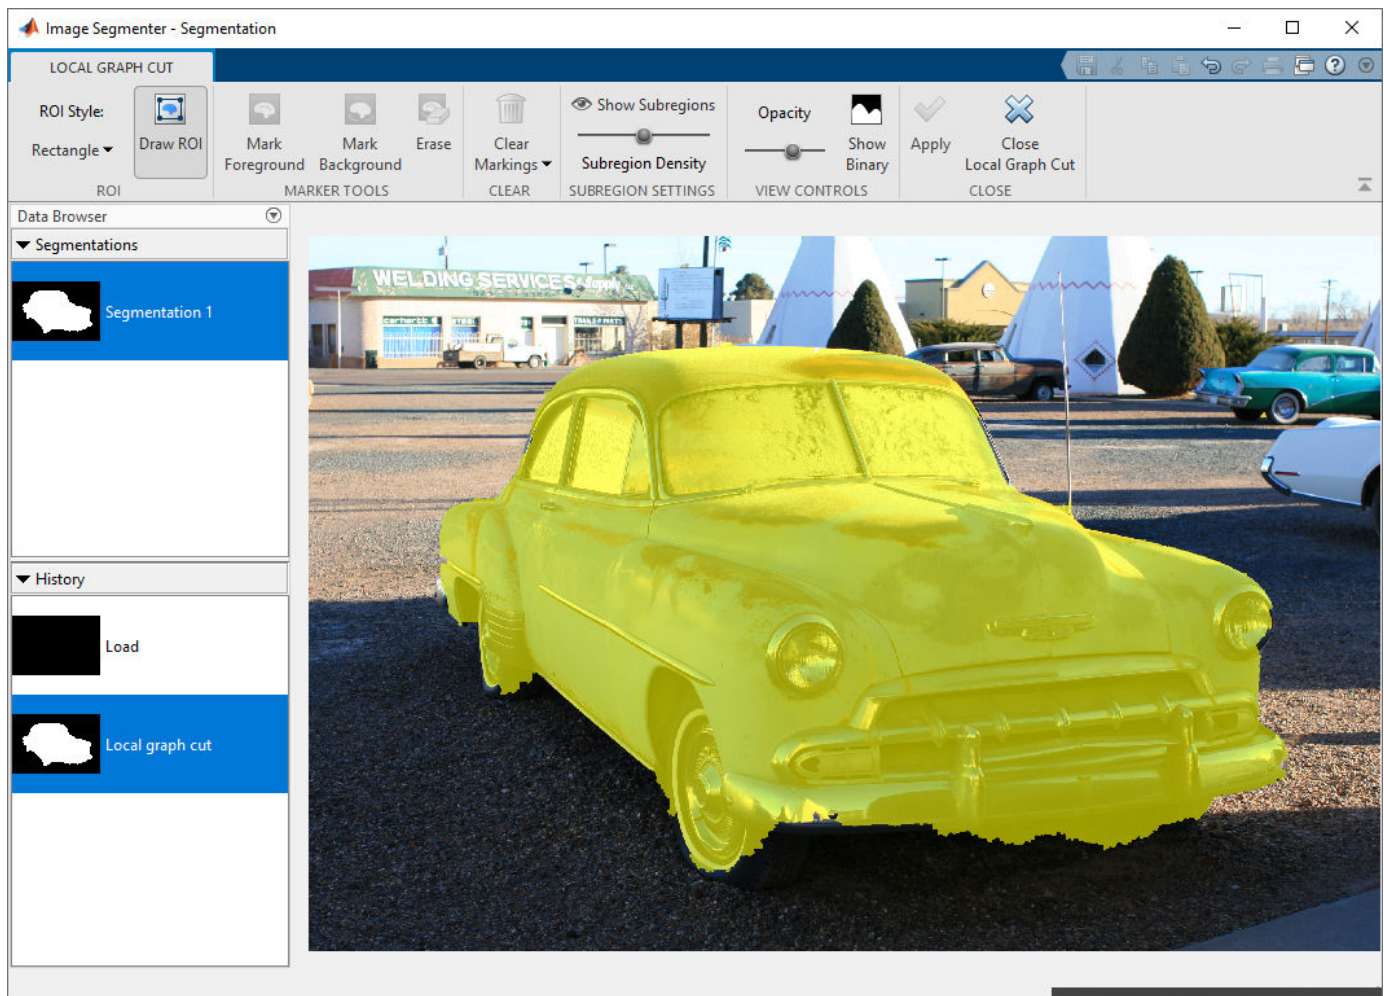 Image Segmenter - Segmentation
LOCAL GRAPH CUT
ROI Style:
Rectangle
Draw ROI
Mark
Foreground
Mark
Background
Erase
Clear
Markings
Show Subregions
Subregion Density
Opacity
Show
Binary
Apply
Close
Local Graph Cut
ROI
MARKER TOOLS
CLEAR
SUBREGION SETTINGS
VIEW CONTROLS
CLOSE
Data Browser
Segmentations
Segmentation 1
History
Load
Local graph cut
WELDING SERVICES & Supply
carhartt